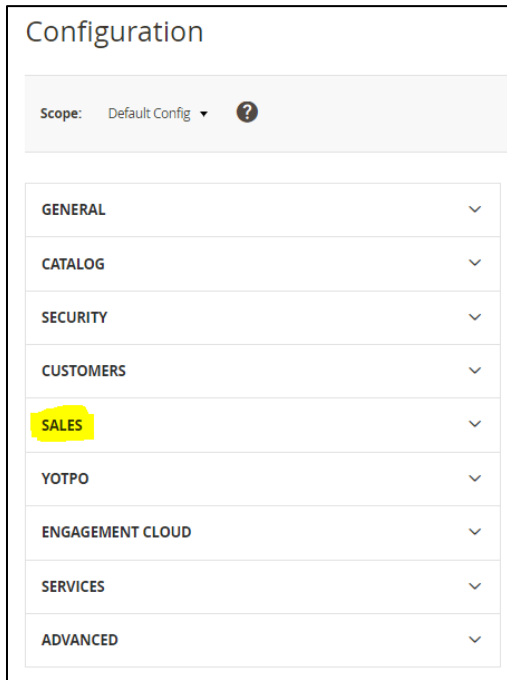 Configuration
Scope: Default Config
?
GENERAL
CATALOG
SECURITY
CUSTOMERS
SALES
YOTPO
ENGAGEMENT CLOUD
SERVICES
ADVANCED